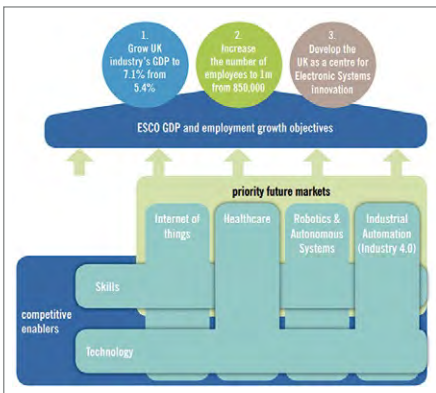 1.
Grow UK
industry's GDP to
7.1% from
5.4%
2.
Increase
the number of
employees to 1m
from 850,000
3.
Develop the
UK as a centre for
Electronic Systems
innovation
ESCO GDP and employment growth objectives
priority future markets
Internet of
things
Healthcare
Robotics &
Autonomous
Systems
Industrial
Automation
(Industry 4.0)
Skills
competitive
enablers
Technology